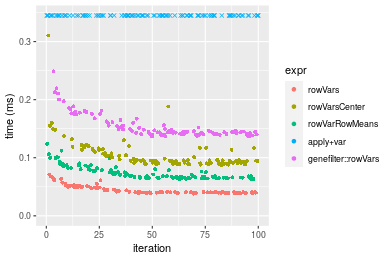 time (ms)
0.3
0.2
0.1
0.0
0
25
50
75
100
iteration
expr
rowVars
rowVarsCenter
rowVarRowMeans
apply+var
genefilter::rowVars